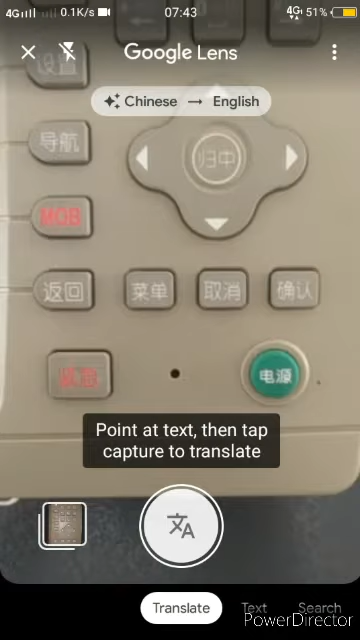 4G 0.1K/s 07:43 4G 51%
Google Lens
Chinese → English
导航
归中
MOB
返回
菜单
取消
确认
电源
Point at text, then tap
capture to translate
Translate
Text
Search
PowerDirector